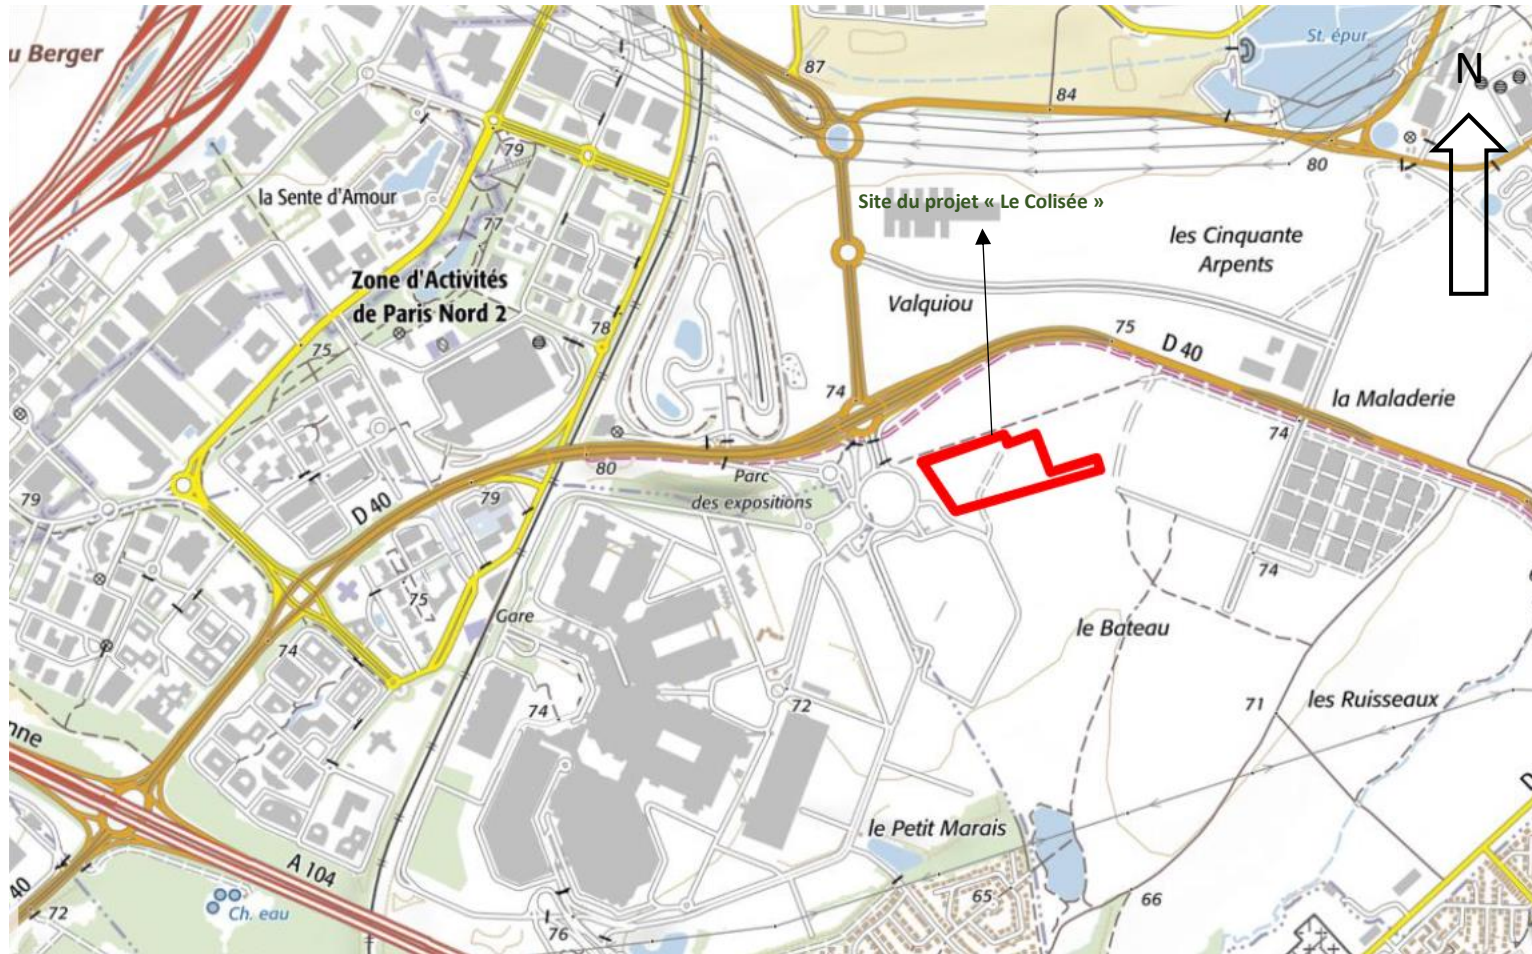 u Berger
St. épur
N
87
84
80
79
la Sente d'Amour
Site du projet « Le Colisée »
77
les Cinquante
Arpents
Zone d'Activités
de Paris Nord 2
Valquiou
78
75
75
D 40
74
la Maladerie
74
80
Parc
des expositions
79
79
D 40
74
75
Gare
le Bateau
74
74
72
71
les Ruisseaux
nne
D
le Petit Marais
A 104
65
66
40
72
Ch. eau
76